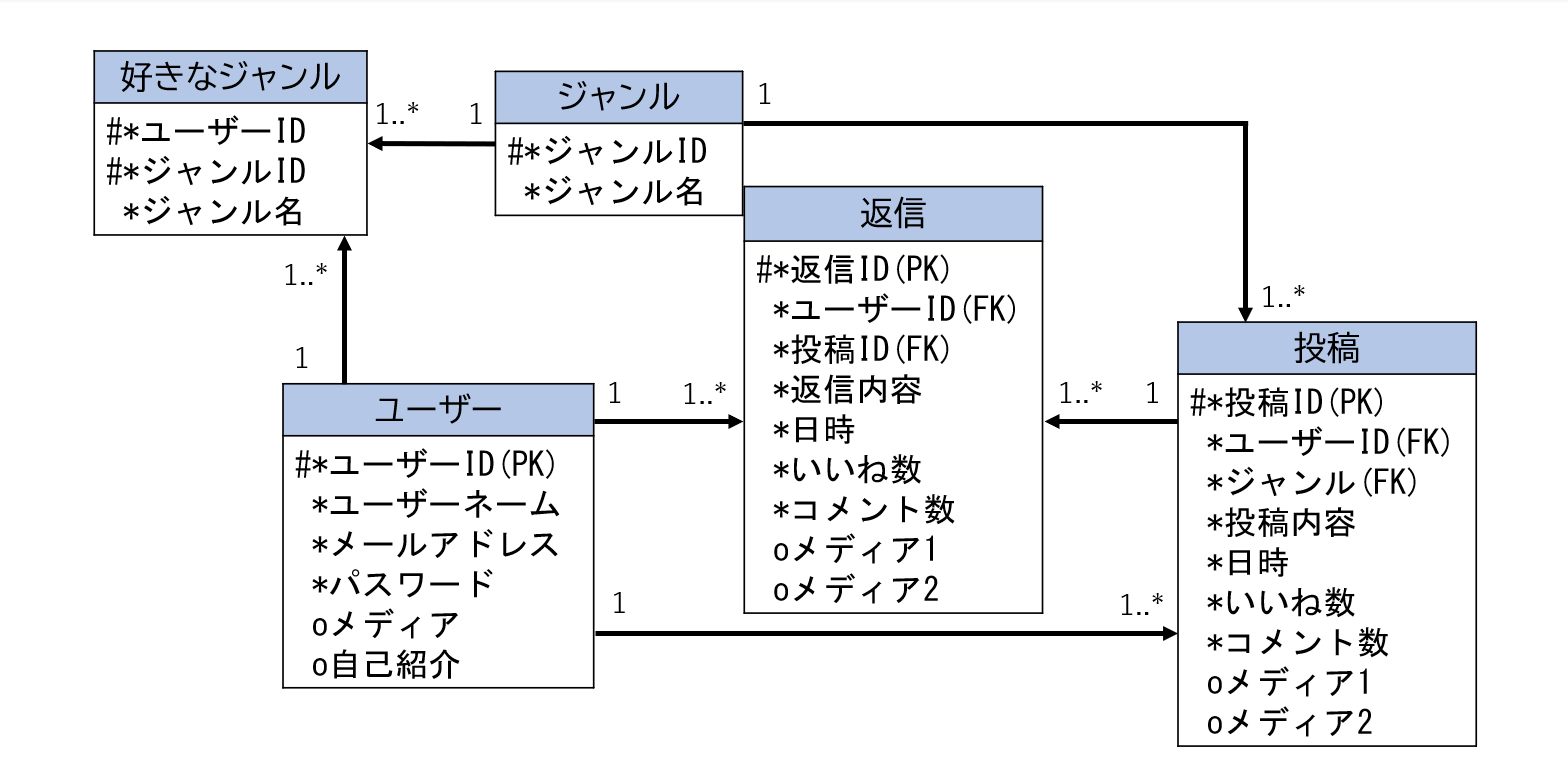 好きなジャンル
#*ユーザーID
#*ジャンルID
*ジャンル名
1..*
1
ジャンル
#*ジャンルID
*ジャンル名
1
1..*
1..*
1
返信
#*返信ID(PK)
*ユーザーID(FK)
*投稿ID(FK)
*返信内容
*日時
*いいね数
*コメント数
oメディア1
oメディア2
ユーザー
#*ユーザーID(PK)
*ユーザーネーム
*メールアドレス
*パスワード
oメディア
o自己紹介
1
1..*
1..*
1
1
1..*
投稿
#*投稿ID(PK)
*ユーザーID(FK)
*ジャンル(FK)
*投稿内容
*日時
*いいね数
*コメント数
oメディア1
oメディア2